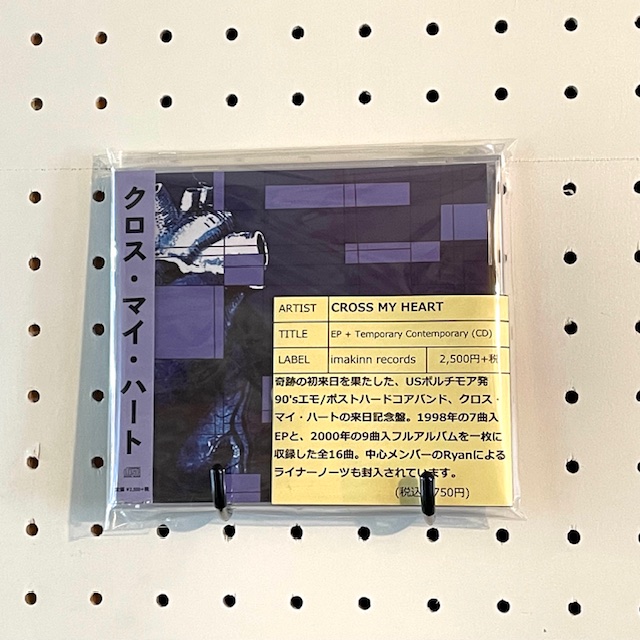 クロス・マイ・ハート
ARTIST CROSS MY HEART
TITLE EP + Temporary Contemporary (CD)
LABEL imakinn records 2,500円+税
奇跡の初来日を果たした、USボルチモア発
90'sエモ/ポストハードコアバンド、クロス・
マイ・ハートの来日記念盤。1998年の7曲入
EPと、2000年の9曲入フルアルバムを一枚に
収録した全16曲。中心メンバーのRyanによる
ライナーノーツも封入されています。
(税込 750円)